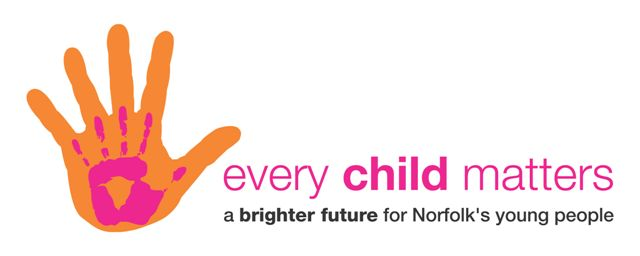 every child matters
a brighter future for Norfolk's young people